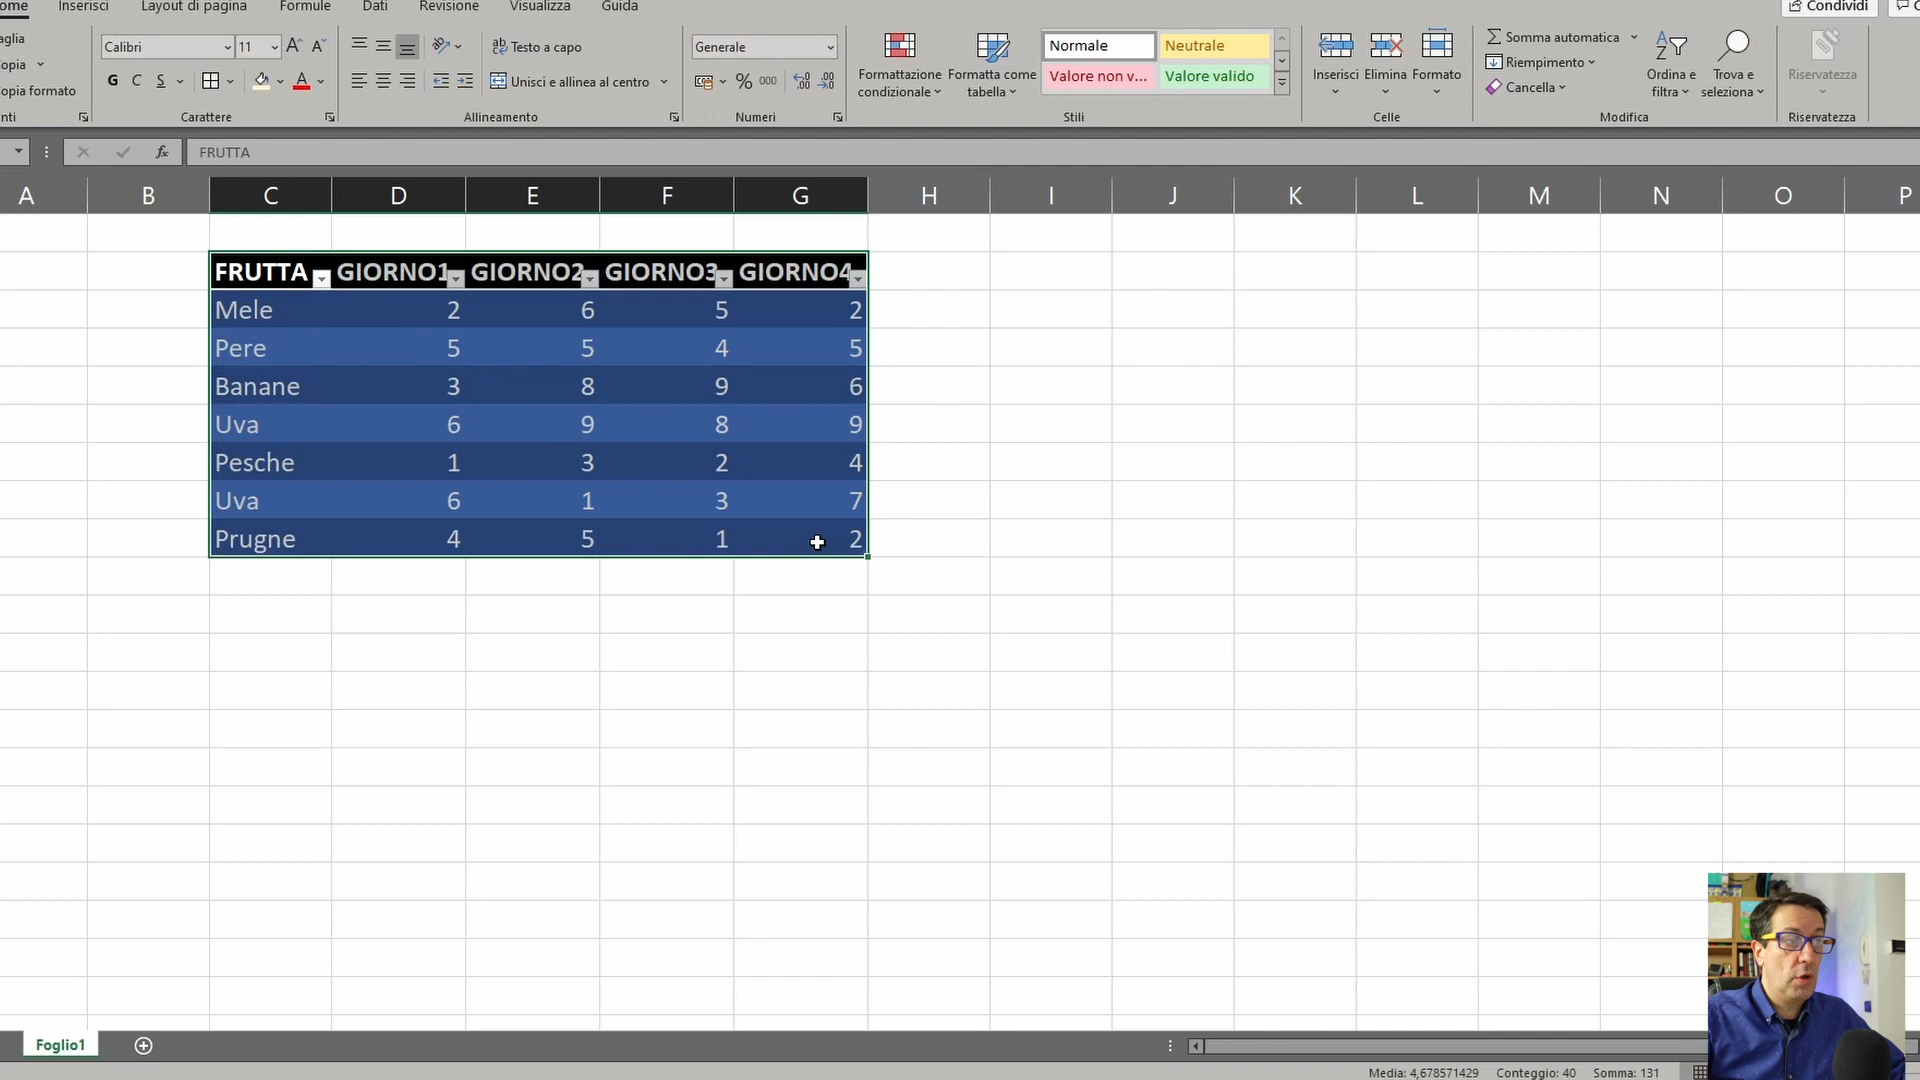 ome Inserisci Layout di pagina Formule Dati Revisione Visualizza Guida Condividi
aglia Calibri 11 Testo a capo Generale Formattazione condizionale Formatta come tabella Normale Neutrale Inserisci Elimina Formato Somma automatica Ordina e filtra Trova e seleziona Riservatezza
opia G C S Unisci e allinea al centro % 000 Valore non v... Valore valido Riempimento
opia formato Cancella
nti Carattere Allineamento Numeri Stili Celle Modifica Riservatezza
fx FRUTTA
A B C D E F G H I J K L M N O P
FRUTTA GIORNO1 GIORNO2 GIORNO3 GIORNO4
Mele 2 6 5 2
Pere 5 5 4 5
Banane 3 8 9 6
Uva 6 9 8 9
Pesche 1 3 2 4
Uva 6 1 3 7
Prugne 4 5 1 2
Foglio1
Media: 4,678571429 Conteggio: 40 Somma: 131